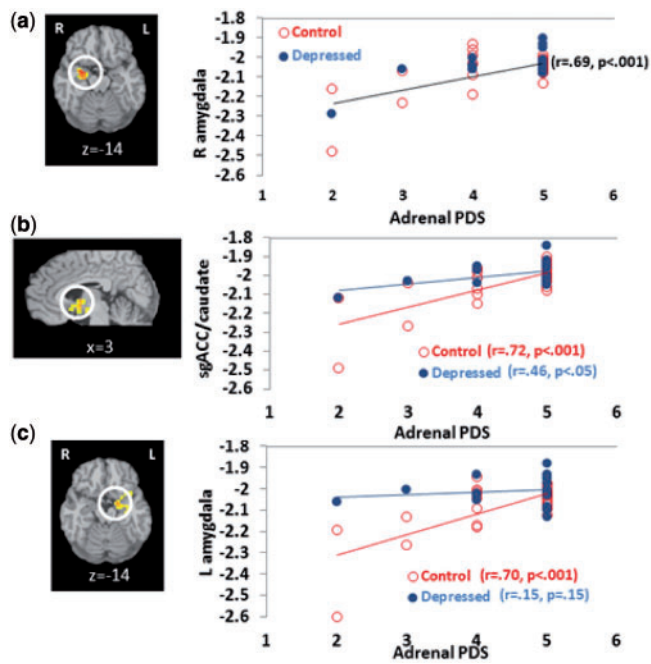 (a)
R L
z=-14
R amygdala
-1.8
-1.9
-2
-2.1
-2.2
-2.3
-2.4
-2.5
-2.6
Control
Depressed
(r=.69, p<.001)
1 2 3 4 5 6
Adrenal PDS
(b)
x=3
sgACC/caudate
-1.8
-1.9
-2
-2.1
-2.2
-2.3
-2.4
-2.5
-2.6
Control (r=.72, p<.001)
Depressed (r=.46, p<.05)
1 2 3 4 5 6
Adrenal PDS
(c)
R L
z=-14
L amygdala
-1.8
-1.9
-2
-2.1
-2.2
-2.3
-2.4
-2.5
-2.6
Control (r=.70, p<.001)
Depressed (r=.15, p=.15)
1 2 3 4 5 6
Adrenal PDS